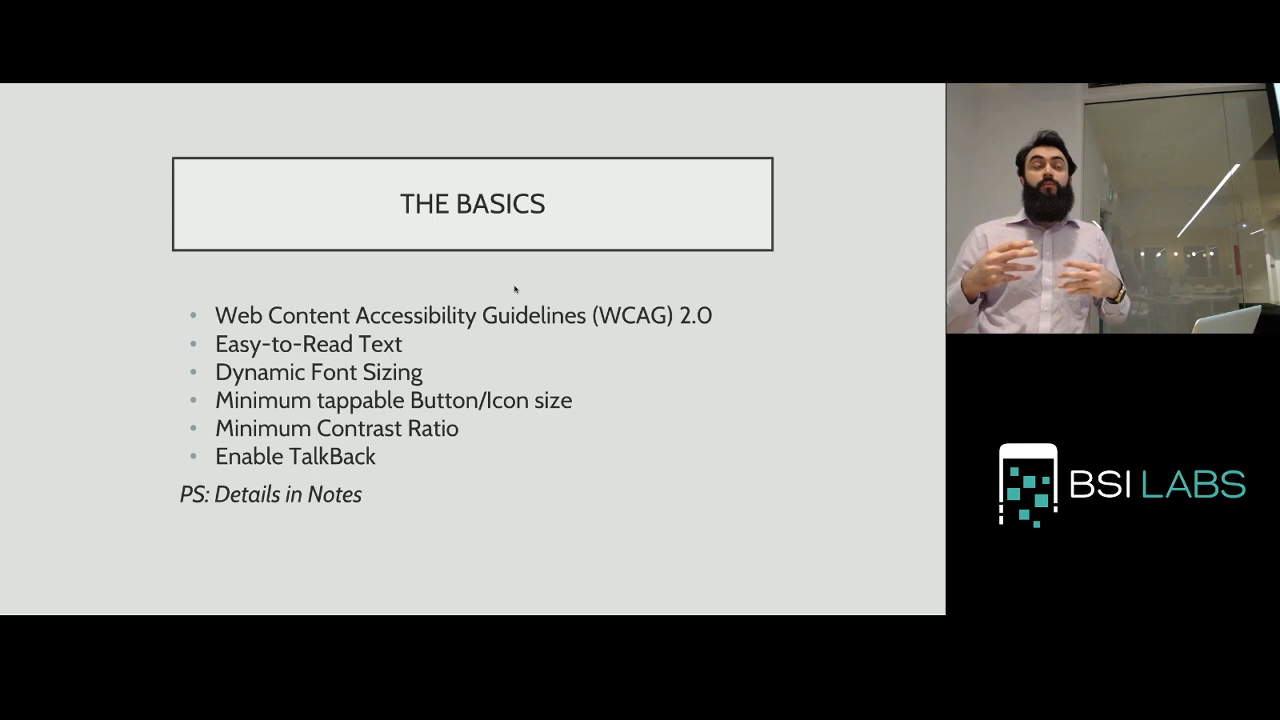 THE BASICS
Web Content Accessibility Guidelines (WCAG) 2.0
Easy-to-Read Text
Dynamic Font Sizing
Minimum tappable Button/Icon size
Minimum Contrast Ratio
Enable TalkBack
PS: Details in Notes
BSI LABS